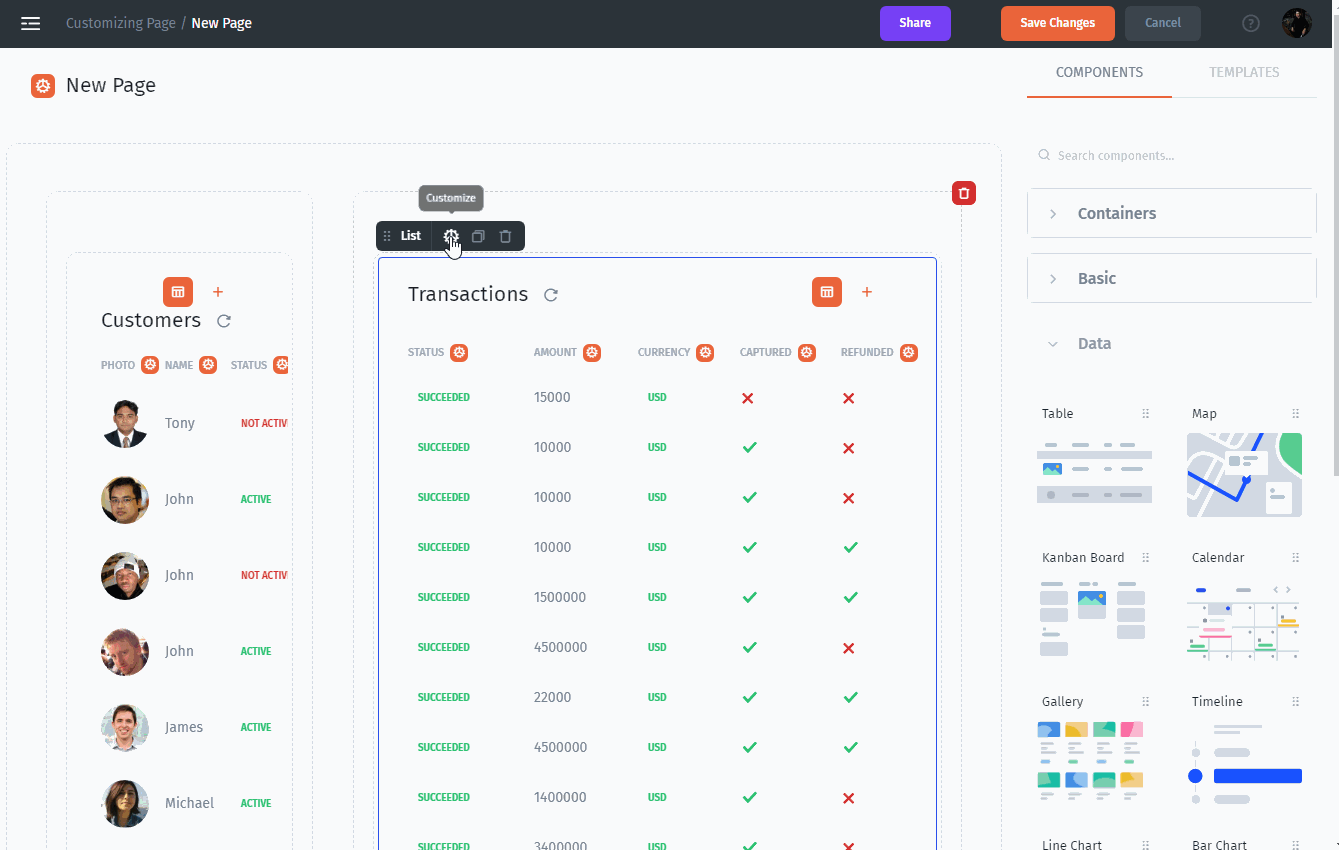 Customizing Page / New Page
Share
Save Changes
Cancel
?
New Page
COMPONENTS
TEMPLATES
Search components...
Containers
Basic
Data
Table
Map
Kanban Board
Calendar
Gallery
Timeline
Line Chart
Bar Chart
Customize
List
Customers
PHOTO NAME STATUS
Tony NOT ACTIV
John ACTIVE
John NOT ACTIV
John ACTIVE
James ACTIVE
Michael ACTIVE
Transactions
STATUS AMOUNT CURRENCY CAPTURED REFUNDED
SUCCEEDED 15000 USD
SUCCEEDED 10000 USD
SUCCEEDED 10000 USD
SUCCEEDED 10000 USD
SUCCEEDED 1500000 USD
SUCCEEDED 4500000 USD
SUCCEEDED 22000 USD
SUCCEEDED 4500000 USD
SUCCEEDED 1400000 USD
SUCCEEDED 3400000 USD